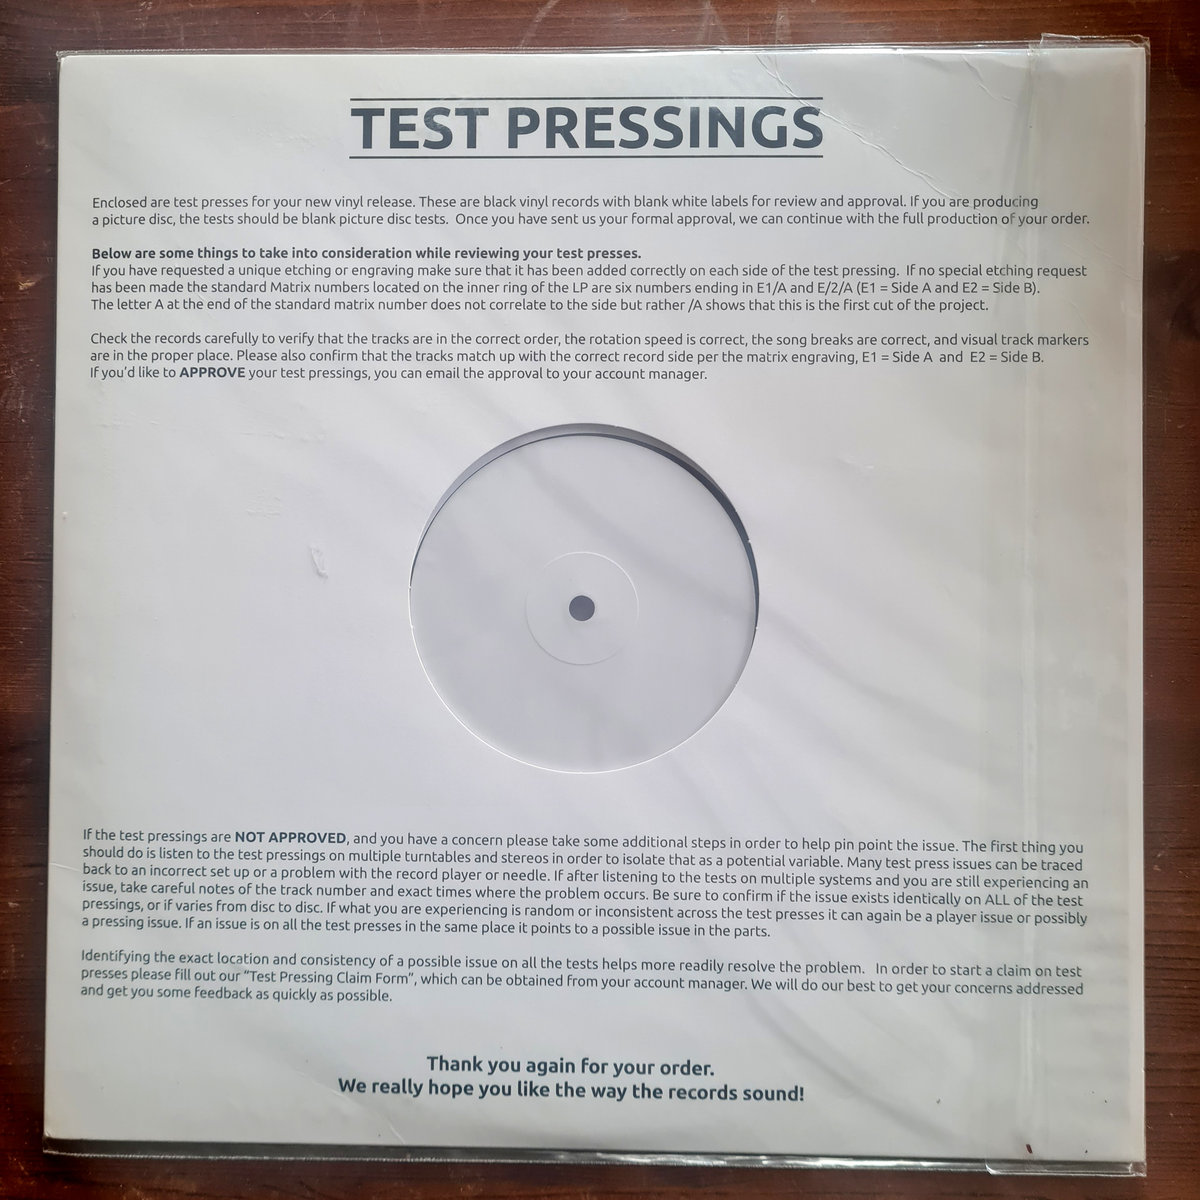 TEST PRESSINGS
Enclosed are test presses for your new vinyl release. These are black vinyl records with blank white labels for review and approval. If you are producing
a picture disc, the tests should be blank picture disc tests.  Once you have sent us your formal approval, we can continue with the full production of your order.
Below are some things to take into consideration while reviewing your test presses.
If you have requested a unique etching or engraving make sure that it has been added correctly on each side of the test pressing.  If no special etching request
has been made the standard Matrix numbers located on the inner ring of the LP are six numbers ending in E1/A and E/2/A (E1 = Side A and E2 = Side B).
The letter A at the end of the standard matrix number does not correlate to the side but rather /A shows that this is the first cut of the project.
Check the records carefully to verify that the tracks are in the correct order, the rotation speed is correct, the song breaks are correct, and visual track markers
are in the proper place. Please also confirm that the tracks match up with the correct record side per the matrix engraving, E1 = Side A  and  E2 = Side B.
If you'd like to APPROVE your test pressings, you can email the approval to your account manager.
If the test pressings are NOT APPROVED, and you have a concern please take some additional steps in order to help pin point the issue. The first thing you
should do is listen to the test pressings on multiple turntables and stereos in order to isolate that as a potential variable. Many test press issues can be traced
back to an incorrect set up or a problem with the record player or needle. If after listening to the tests on multiple systems and you are still experiencing an
issue, take careful notes of the track number and exact times where the problem occurs. Be sure to confirm if the issue exists identically on ALL of the test
pressings, or if varies from disc to disc. If what you are experiencing is random or inconsistent across the test presses it can again be a player issue or possibly
a pressing issue. If an issue is on all the test presses in the same place it points to a possible issue in the parts.
Identifying the exact location and consistency of a possible issue on all the tests helps more readily resolve the problem.  In order to start a claim on test
presses please fill out our "Test Pressing Claim Form", which can be obtained from your account manager. We will do our best to get your concerns addressed
and get you some feedback as quickly as possible.
Thank you again for your order.
We really hope you like the way the records sound!